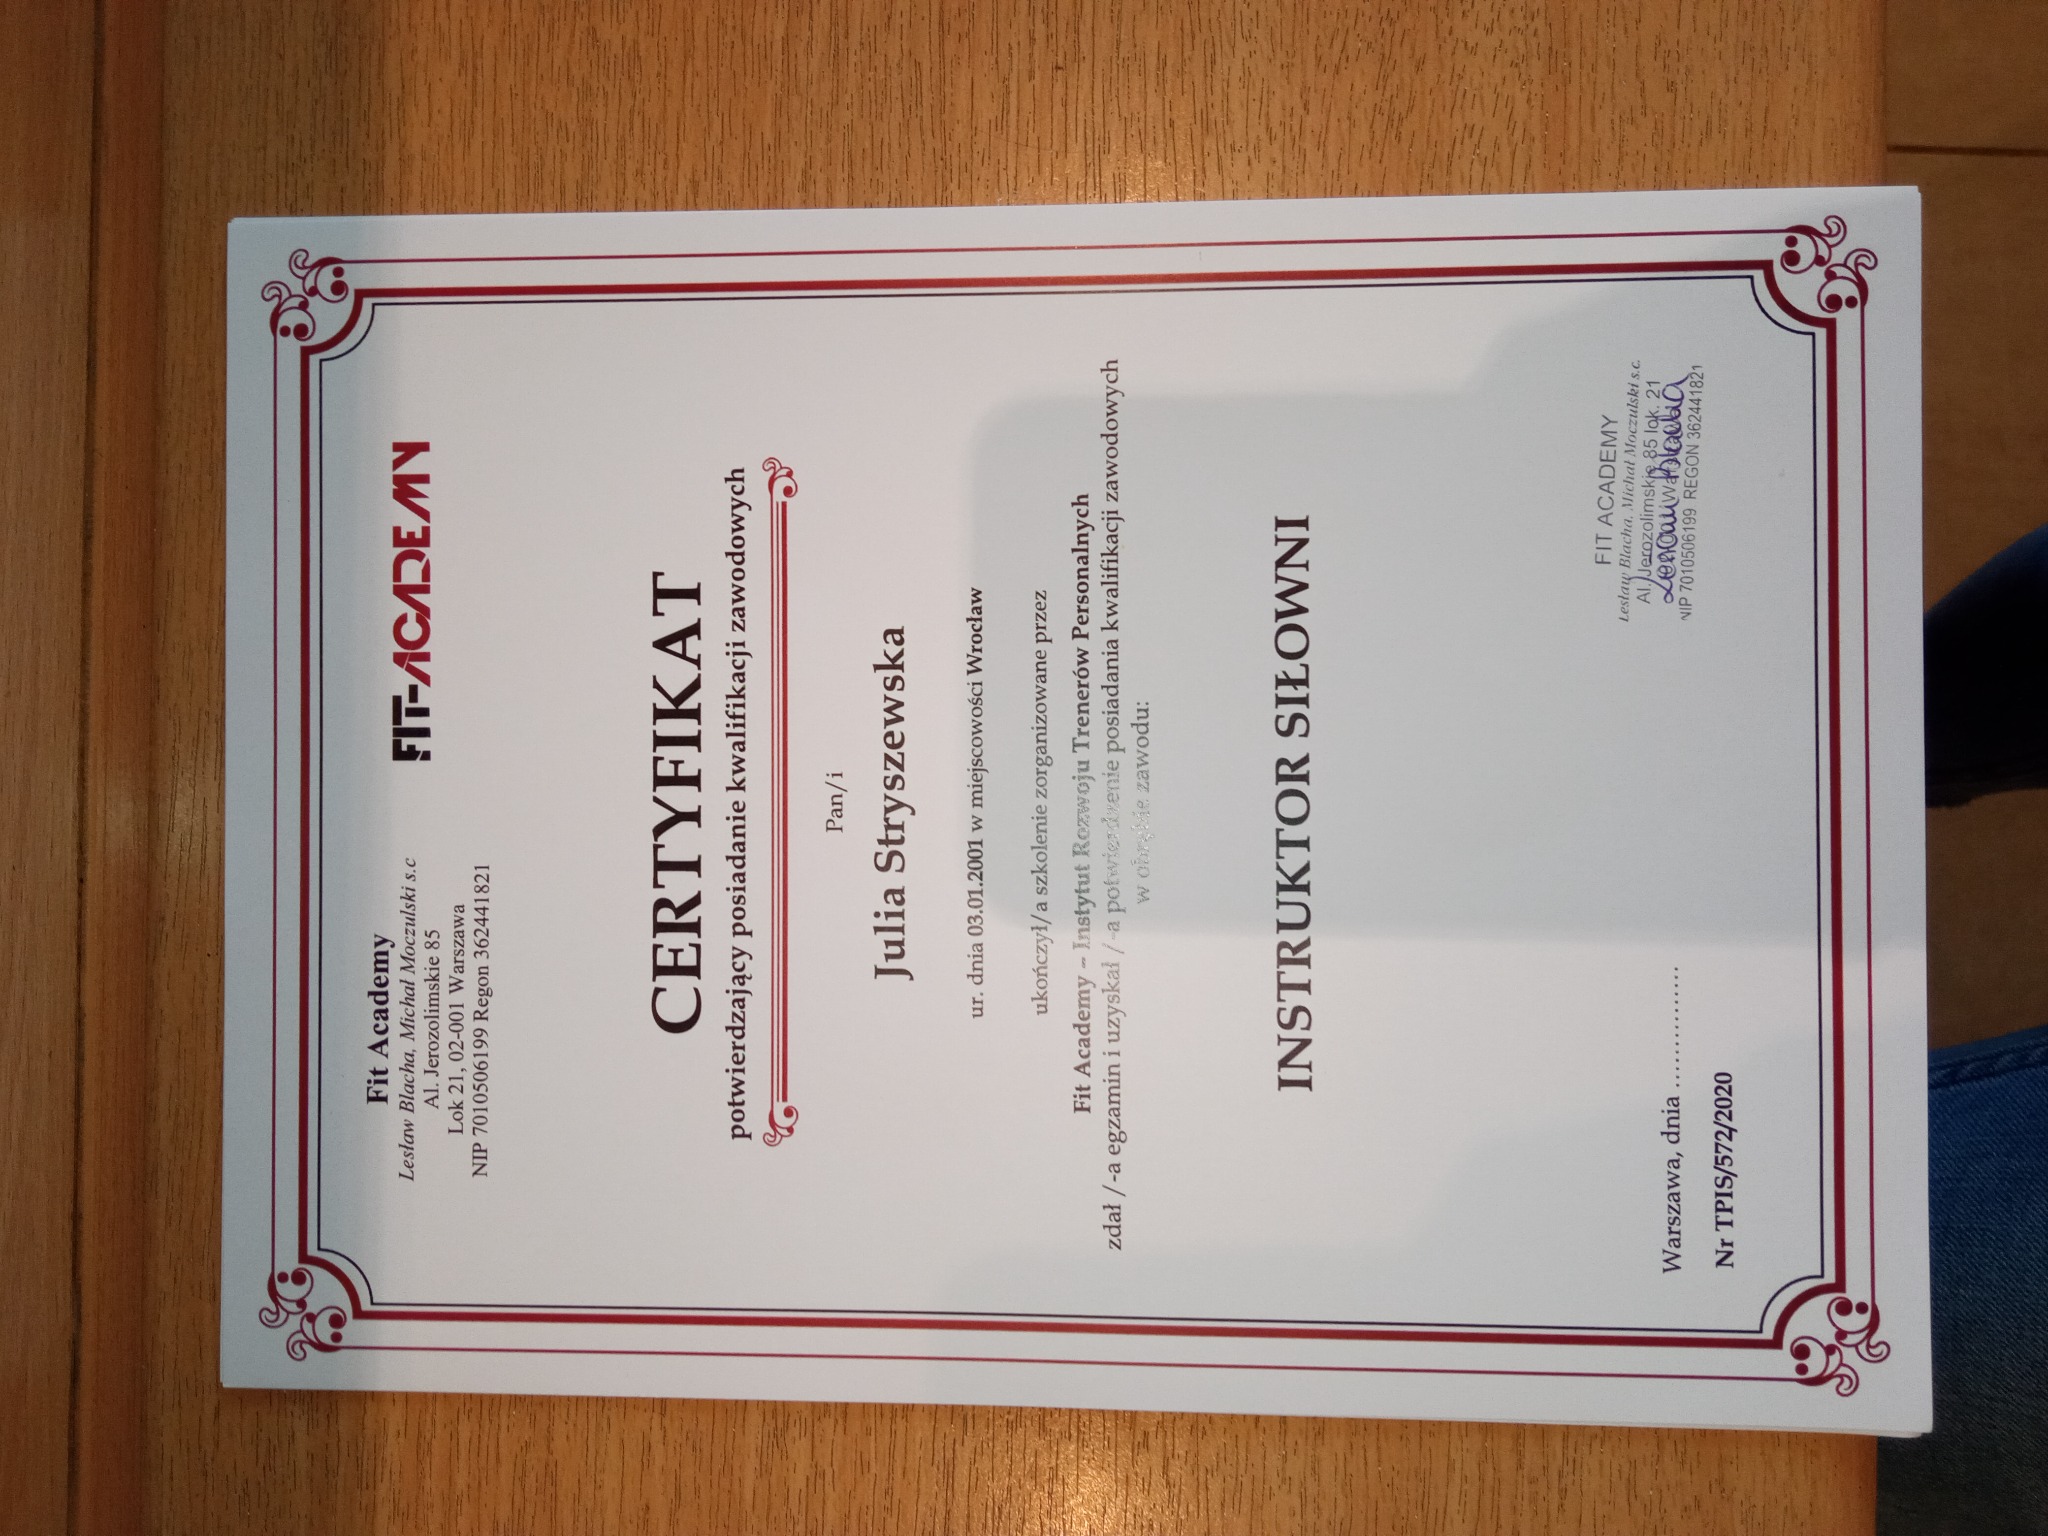 Fit Academy
Lesław Blacha, Michał Moczulski s.c
Al. Jerozolimskie 85
Lok 21, 02-001 Warszawa
NIP 7010506199 Regon 362441821
FIT-ACADEMY
CERTYFIKAT
potwierdzający posiadanie kwalifikacji zawodowych
Pan/i
Julia Stryszewska
ur. dnia 03.01.2001 w miejscowości Wrocław
ukończył/a szkolenie zorganizowane przez
Fit Academy – Instytut Rozwoju Trenerów Personalnych
zdał /-a egzamin i uzyskał /-a potwierdzenie posiadania kwalifikacji zawodowych
w obrębie zawodu:
INSTRUKTOR SIŁOWNI
Warszawa, dnia ..................
Nr TPIS/572/2020
FIT ACADEMY
Lesław Blacha, Michał Moczulski s.c.
Al. Jerozolimskie 85 lok. 21
NIP 7010506199 REGON 362441821